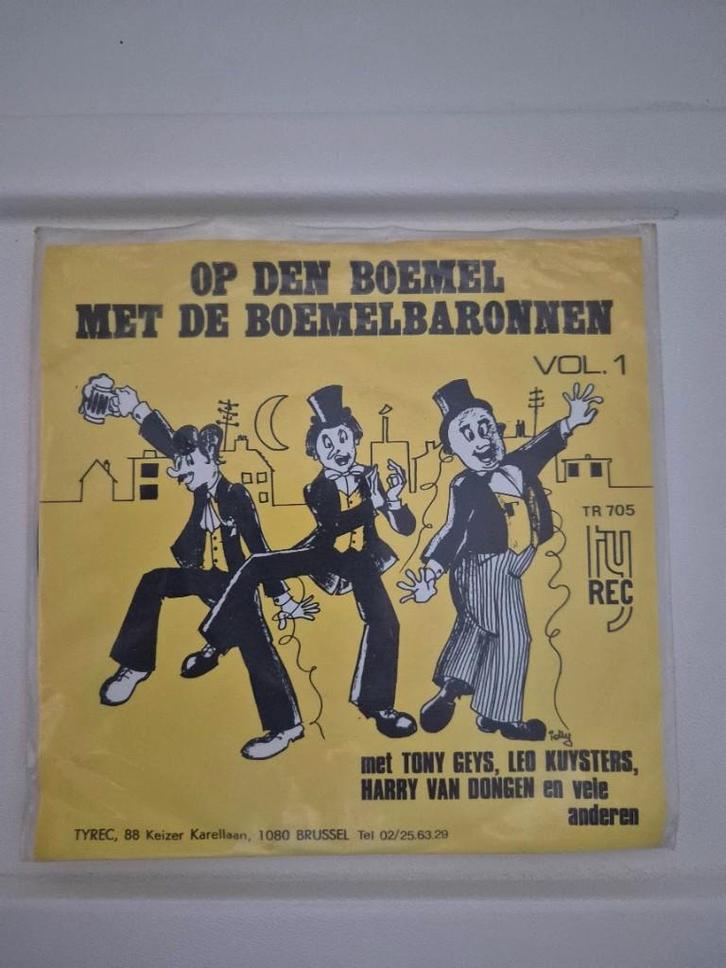 OP DEN BOEMEL
MET DE BOEMELBARONNEN
VOL. 1
TR 705
ty
REC
met TONY GEYS, LEO KUYSTERS,
HARRY VAN DONGEN en vele
anderen
TYREC, 88 Keizer Karellaan, 1080 BRUSSEL Tel 02/25.63.29